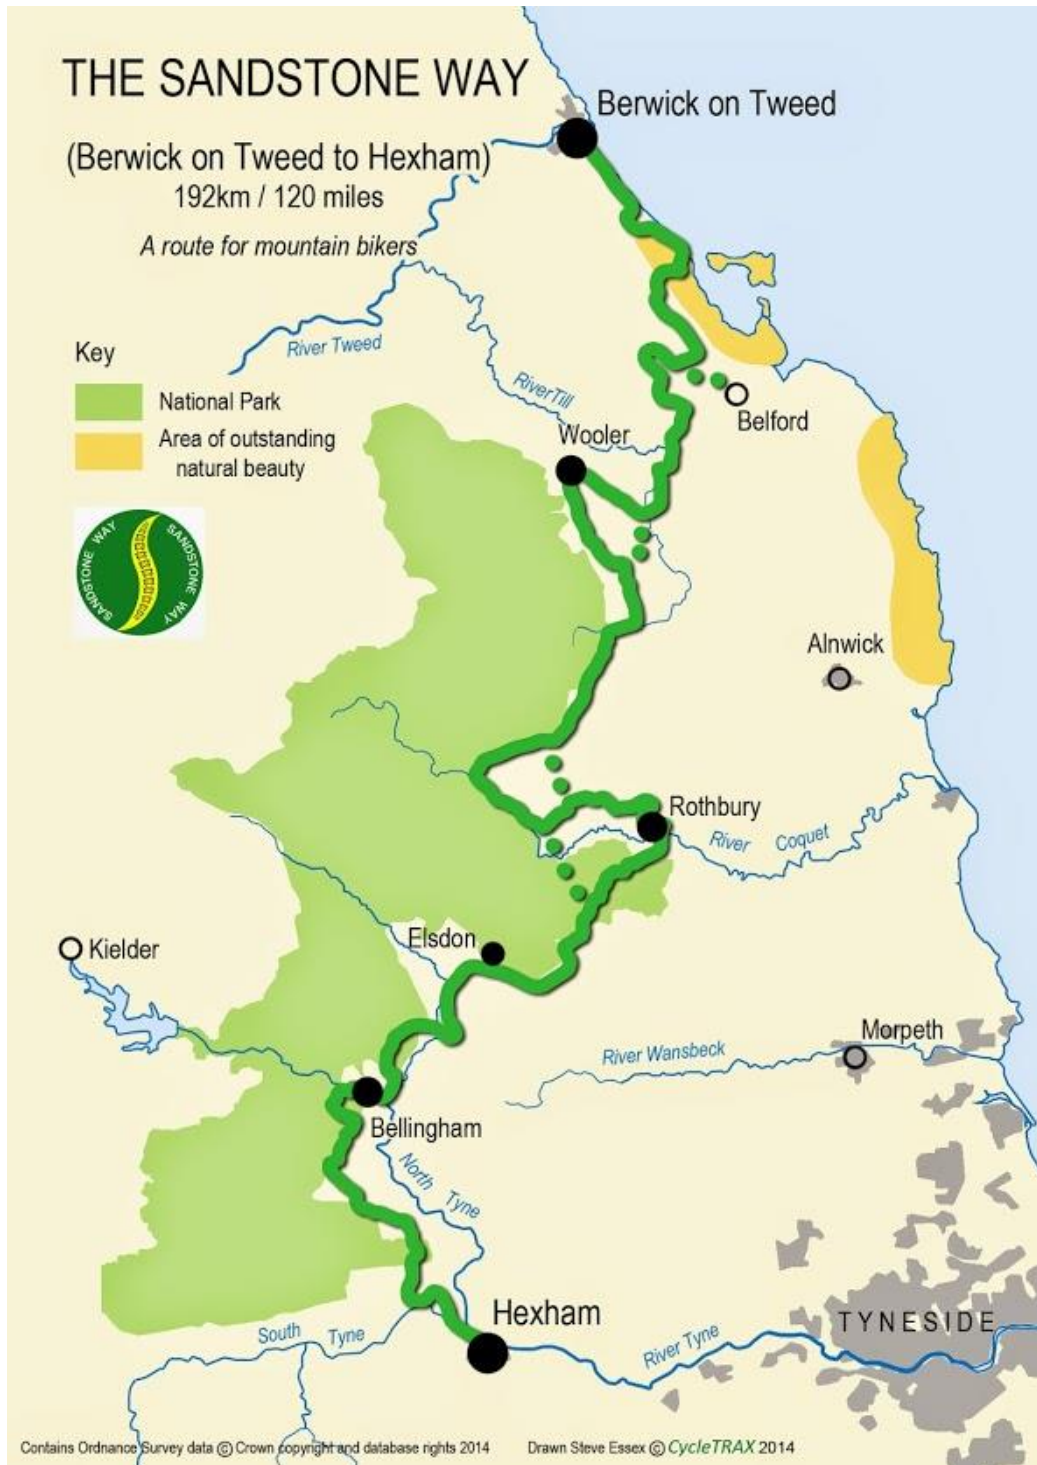 THE SANDSTONE WAY
(Berwick on Tweed to Hexham)
192km / 120 miles
A route for mountain bikers
Berwick on Tweed
River Tweed
Key
National Park
Area of outstanding
natural beauty
River Till
Wooler
Belford
SANDSTONE WAY
SANDSTONE WAY
Alnwick
Rothbury
River Coquet
Elsdon
Kielder
Morpeth
River Wansbeck
Bellingham
North Tyne
Hexham
TYNESIDE
South Tyne
River Tyne
Contains Ordnance Survey data © Crown copyright and database rights 2014
Drawn Steve Essex © CycleTRAX 2014